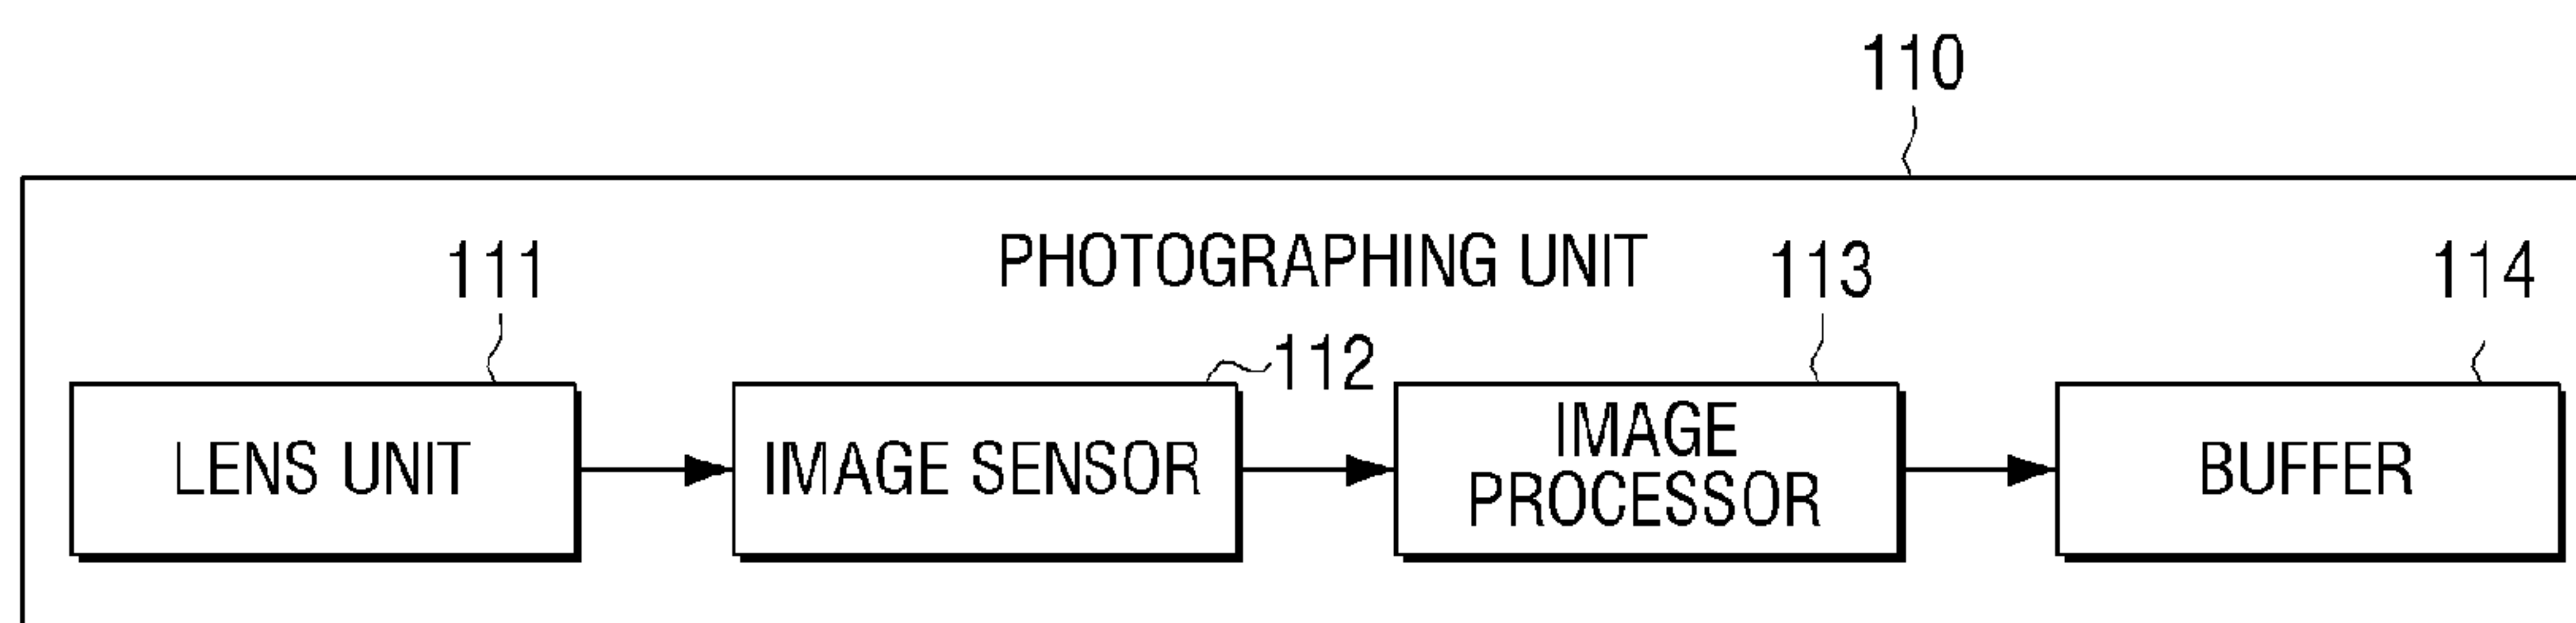 110
PHOTOGRAPHING UNIT
111
112
113
114
LENS UNIT
IMAGE SENSOR
IMAGE
PROCESSOR
BUFFER